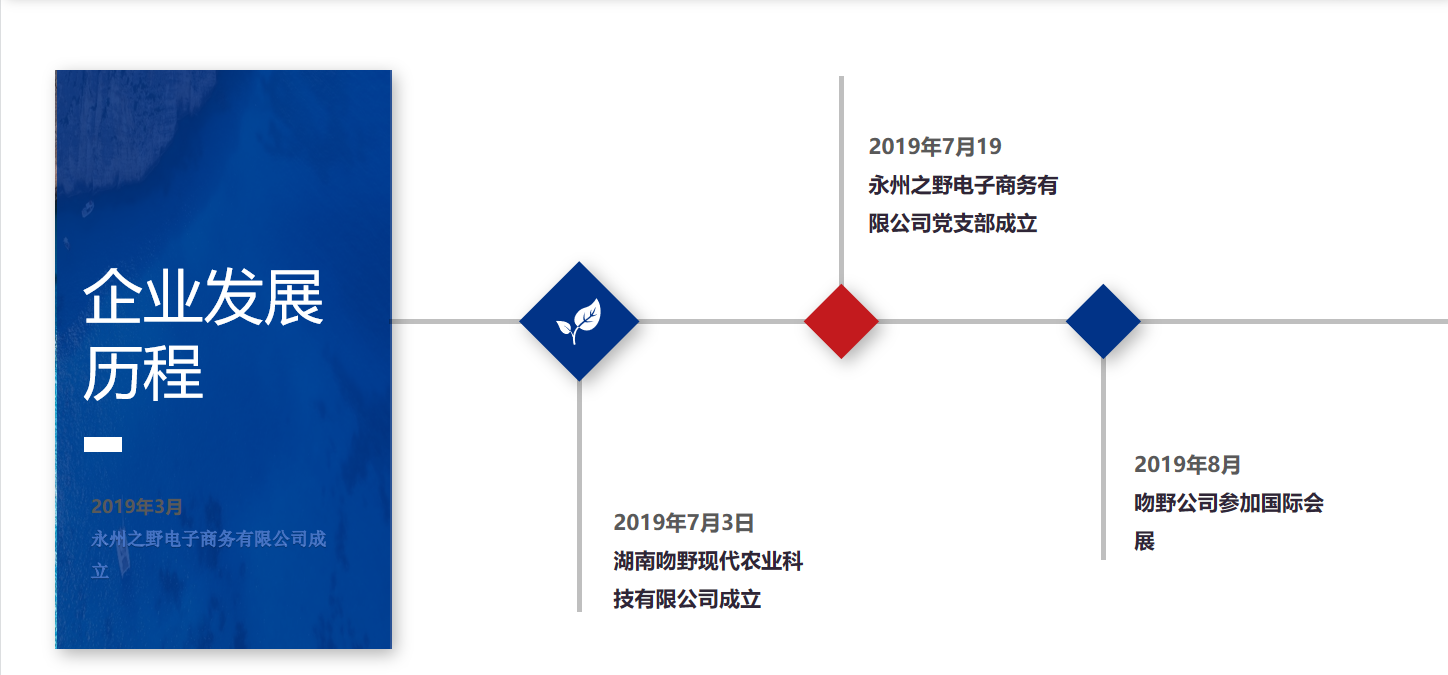 企业发展
历程
2019年3月
永州之野电子商务有限公司成
立
2019年7月3日
湖南吻野现代农业科
技有限公司成立
2019年7月19
永州之野电子商务有
限公司党支部成立
2019年8月
吻野公司参加国际会
展